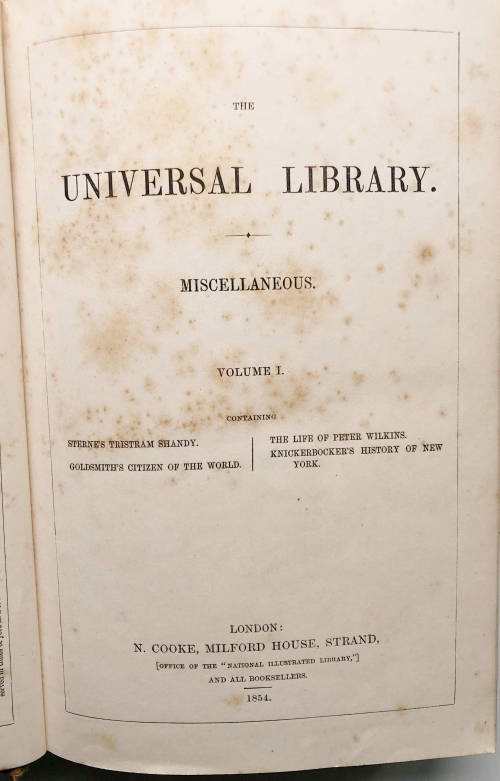 THE
UNIVERSAL LIBRARY.
MISCELLANEOUS.
VOLUME I.
CONTAINING
STERNE'S TRISTRAM SHANDY.
GOLDSMITH'S CITIZEN OF THE WORLD.
THE LIFE OF PETER WILKINS.
KNICKERBOCKER'S HISTORY OF NEW
YORK.
LONDON:
N. COOKE, MILFORD HOUSE, STRAND,
[OFFICE OF THE "NATIONAL ILLUSTRATED LIBRARY,"]
AND ALL BOOKSELLERS.
1854.